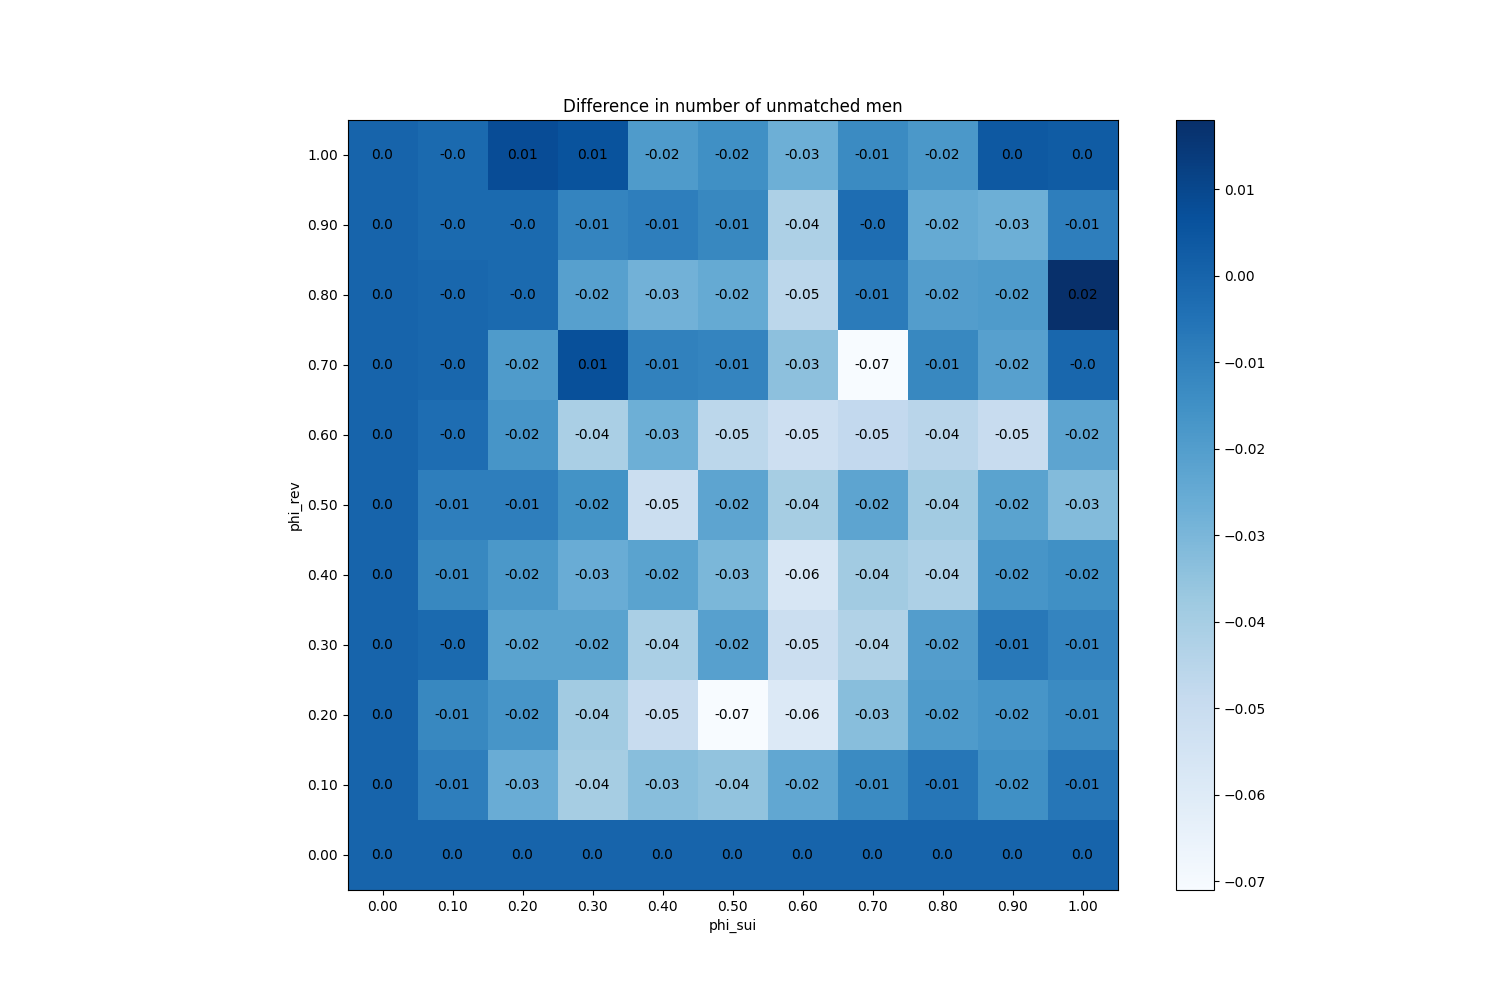 Difference in number of unmatched men
1.00 0.0 -0.0 0.01 0.01 -0.02 -0.02 -0.03 -0.01 -0.02 0.0 0.0
0.90 0.0 -0.0 -0.0 -0.01 -0.01 -0.01 -0.04 -0.0 -0.02 -0.03 -0.01
0.80 0.0 -0.0 -0.0 -0.02 -0.03 -0.02 -0.05 -0.01 -0.02 -0.02 0.02
0.70 0.0 -0.0 -0.02 0.01 -0.01 -0.01 -0.03 -0.07 -0.01 -0.02 -0.0
0.60 0.0 -0.0 -0.02 -0.04 -0.03 -0.05 -0.05 -0.05 -0.04 -0.05 -0.02
phi_rev
0.50 0.0 -0.01 -0.01 -0.02 -0.05 -0.02 -0.04 -0.02 -0.04 -0.02 -0.03
0.40 0.0 -0.01 -0.02 -0.03 -0.02 -0.03 -0.06 -0.04 -0.04 -0.02 -0.02
0.30 0.0 -0.0 -0.02 -0.02 -0.04 -0.02 -0.05 -0.04 -0.02 -0.01 -0.01
0.20 0.0 -0.01 -0.02 -0.04 -0.05 -0.07 -0.06 -0.03 -0.02 -0.02 -0.01
0.10 0.0 -0.01 -0.03 -0.04 -0.03 -0.04 -0.02 -0.01 -0.01 -0.02 -0.01
0.00 0.0 0.0 0.0 0.0 0.0 0.0 0.0 0.0 0.0 0.0 0.0
0.00 0.10 0.20 0.30 0.40 0.50 0.60 0.70 0.80 0.90 1.00
phi_sui
0.01
0.00
−0.01
−0.02
−0.03
−0.04
−0.05
−0.06
−0.07